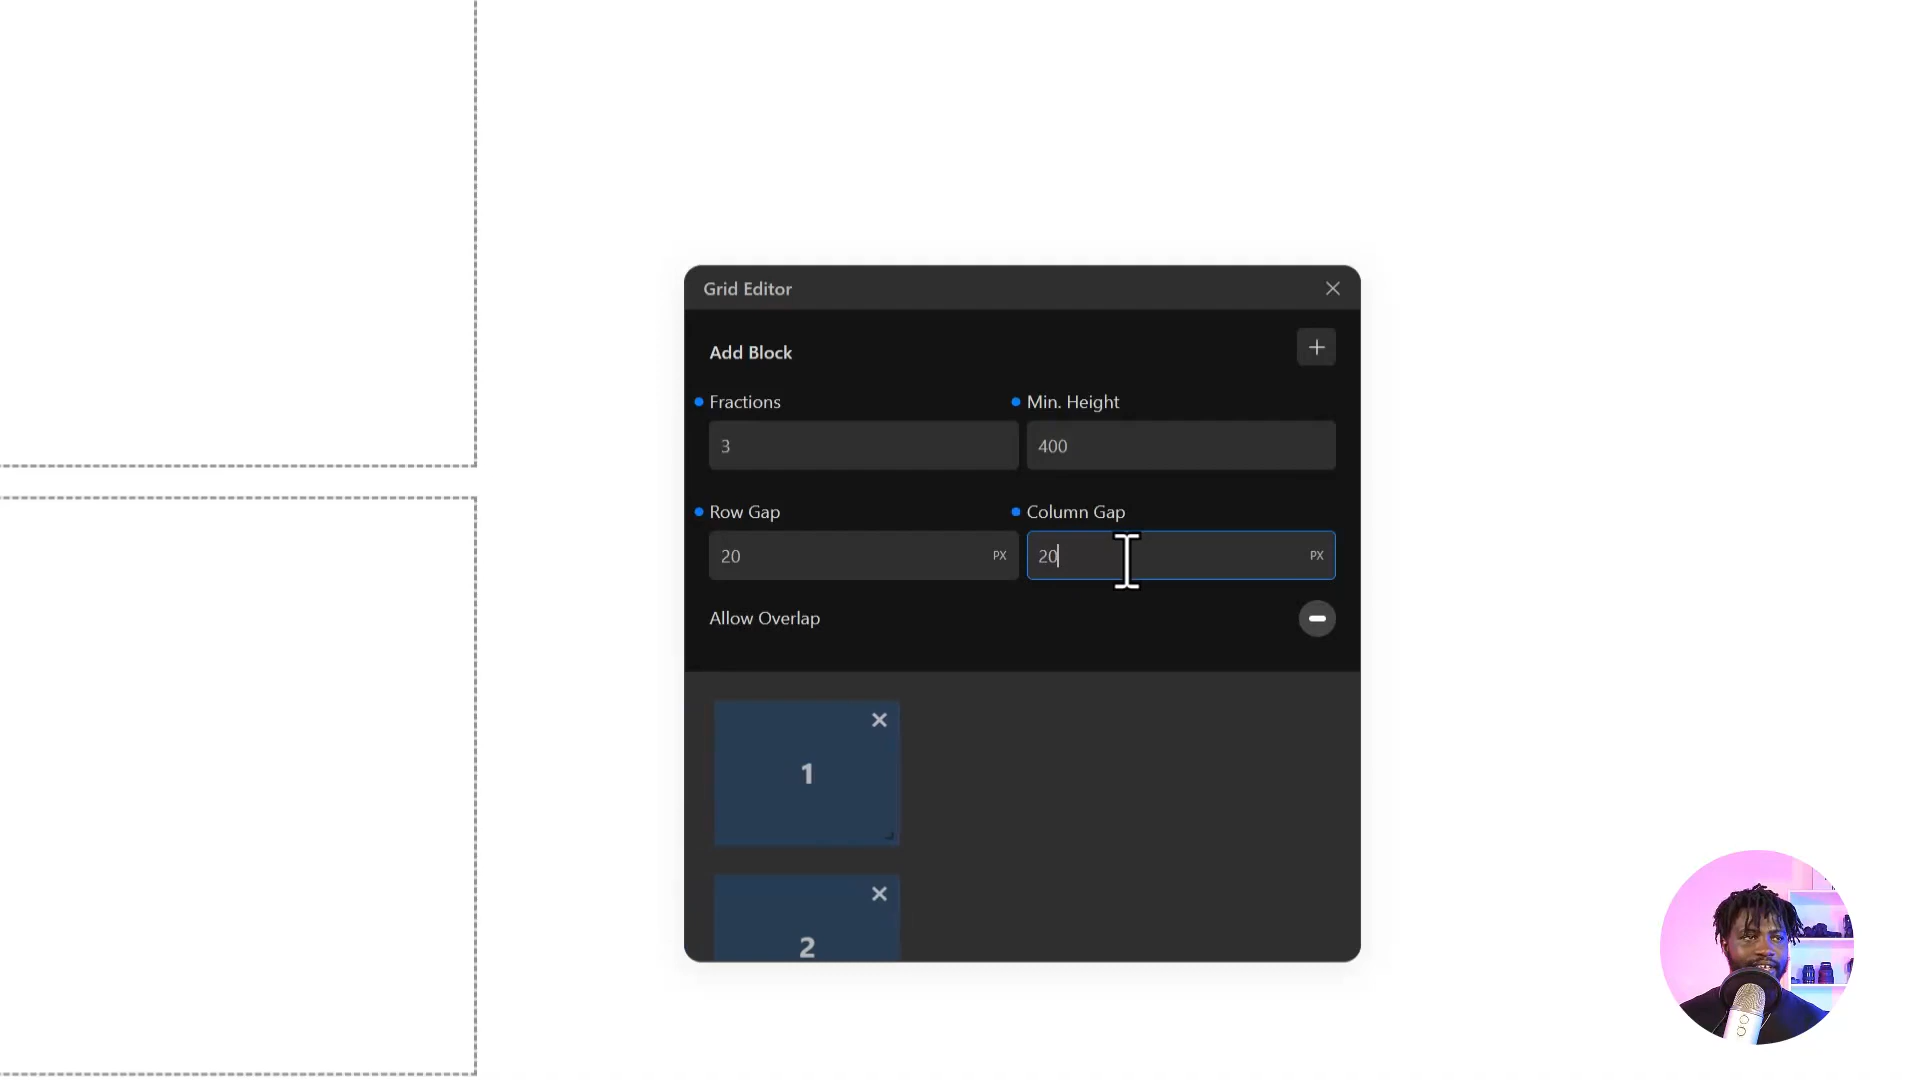 Grid Editor
Add Block
Fractions Min. Height
3 400
Row Gap Column Gap
20 PX 20 PX
Allow Overlap
1
2